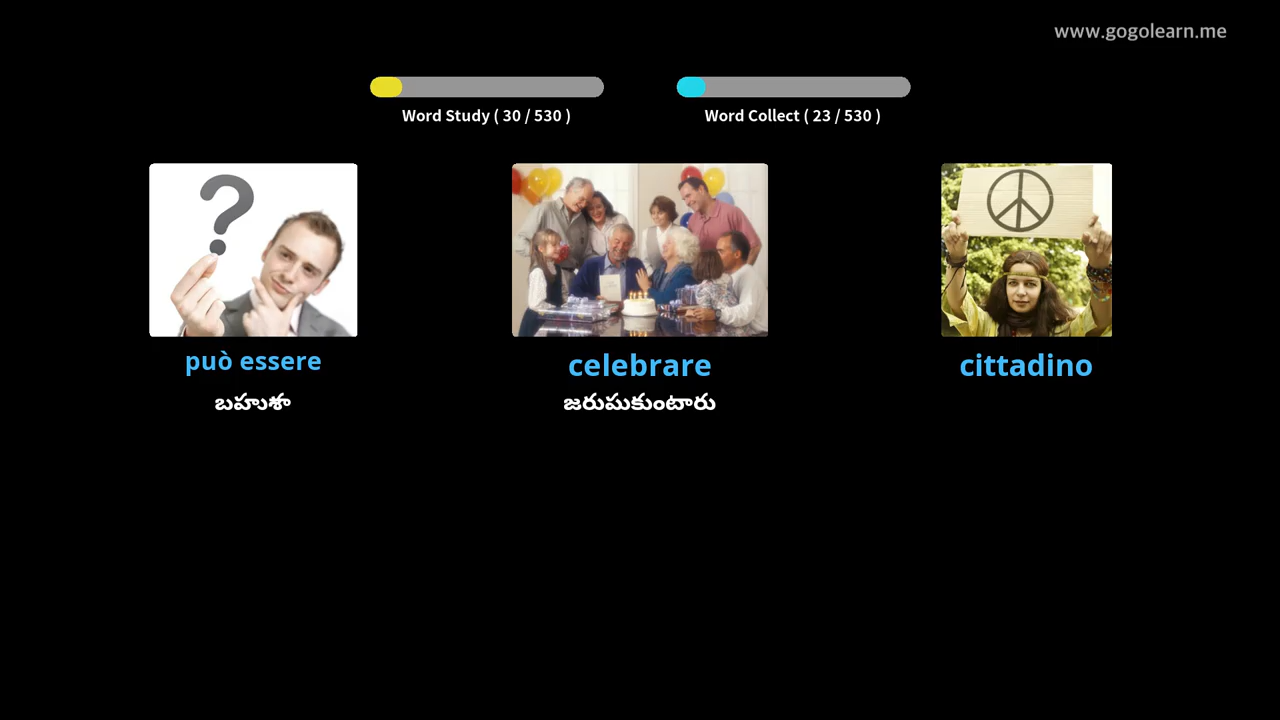 www.gogolearn.me
Word Study ( 30 / 530 )
Word Collect ( 23 / 530 )
può essere
celebrare
cittadino
బహుశా
జరుపుకుంటారు